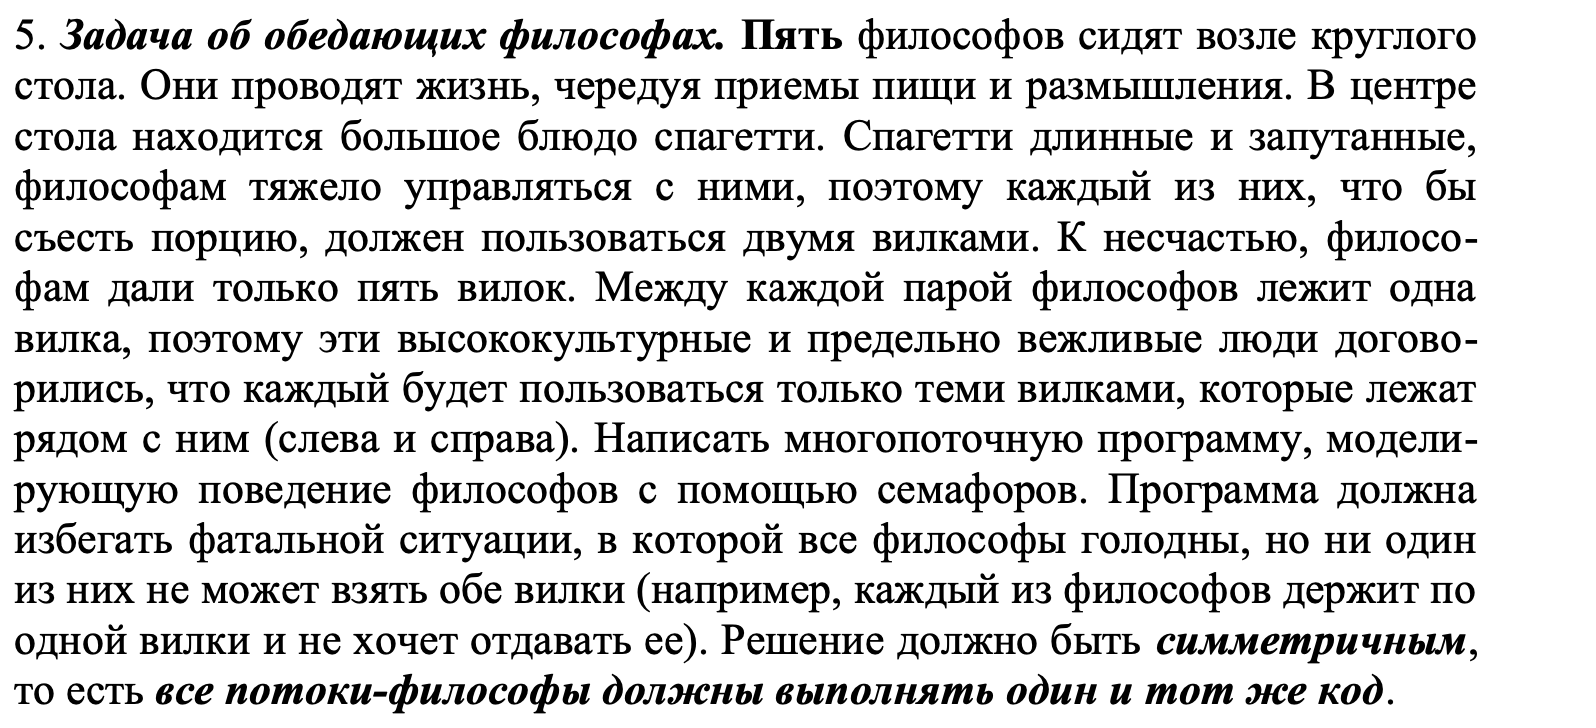 5. Задача об обедающих философах. Пять философов сидят возле круглого
стола. Они проводят жизнь, чередуя приемы пищи и размышления. В центре
стола находится большое блюдо спагетти. Спагетти длинные и запутанные,
философам тяжело управляться с ними, поэтому каждый из них, что бы
съесть порцию, должен пользоваться двумя вилками. К несчастью, филосо-
фам дали только пять вилок. Между каждой парой философов лежит одна
вилка, поэтому эти высококультурные и предельно вежливые люди догово-
рились, что каждый будет пользоваться только теми вилками, которые лежат
рядом с ним (слева и справа). Написать многопоточную программу, модели-
рующую поведение философов с помощью семафоров. Программа должна
избегать фатальной ситуации, в которой все философы голодны, но ни один
из них не может взять обе вилки (например, каждый из философов держит по
одной вилки и не хочет отдавать ее). Решение должно быть симметричным,
то есть все потоки-философы должны выполнять один и тот же код.